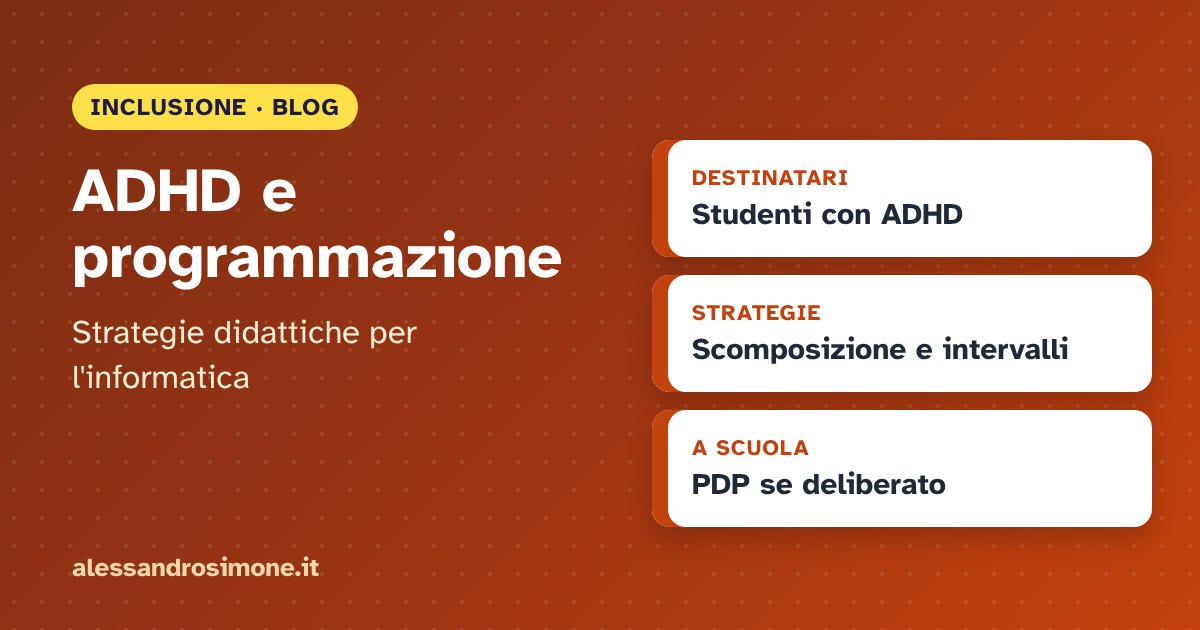 INCLUSIONE · BLOG
ADHD e
programmazione
Strategie didattiche per
l'informatica
alessandrosimone.it
DESTINATARI
Studenti con ADHD
STRATEGIE
Scomposizione e intervalli
A SCUOLA
PDP se deliberato